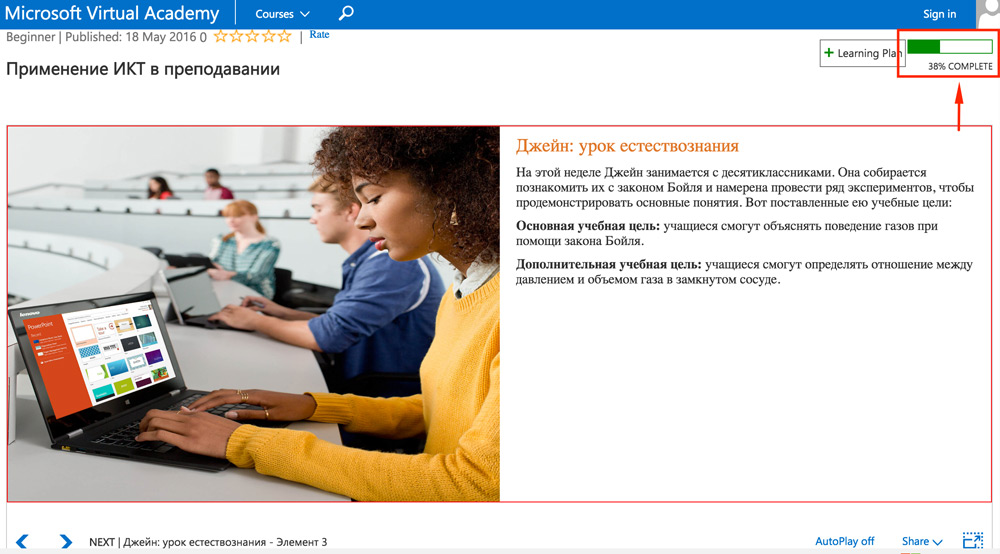 Microsoft Virtual Academy
Courses
Sign in
Beginner | Published: 18 May 2016 0
| Rate
+ Learning Plan
38% COMPLETE
Применение ИКТ в преподавании
Джейн: урок естествознания
На этой неделе Джейн занимается с десятиклассниками. Она собирается
познакомить их с законом Бойля и намерена провести ряд экспериментов, чтобы
продемонстрировать основные понятия. Вот поставленные ею учебные цели:
Основная учебная цель: учащиеся смогут объяснять поведение газов при
помощи закона Бойля.
Дополнительная учебная цель: учащиеся смогут определять отношение между
давлением и объемом газа в замкнутом сосуде.
lenovo
PowerPoint
NEXT | Джейн: урок естествознания - Элемент 3
AutoPlay off
Share